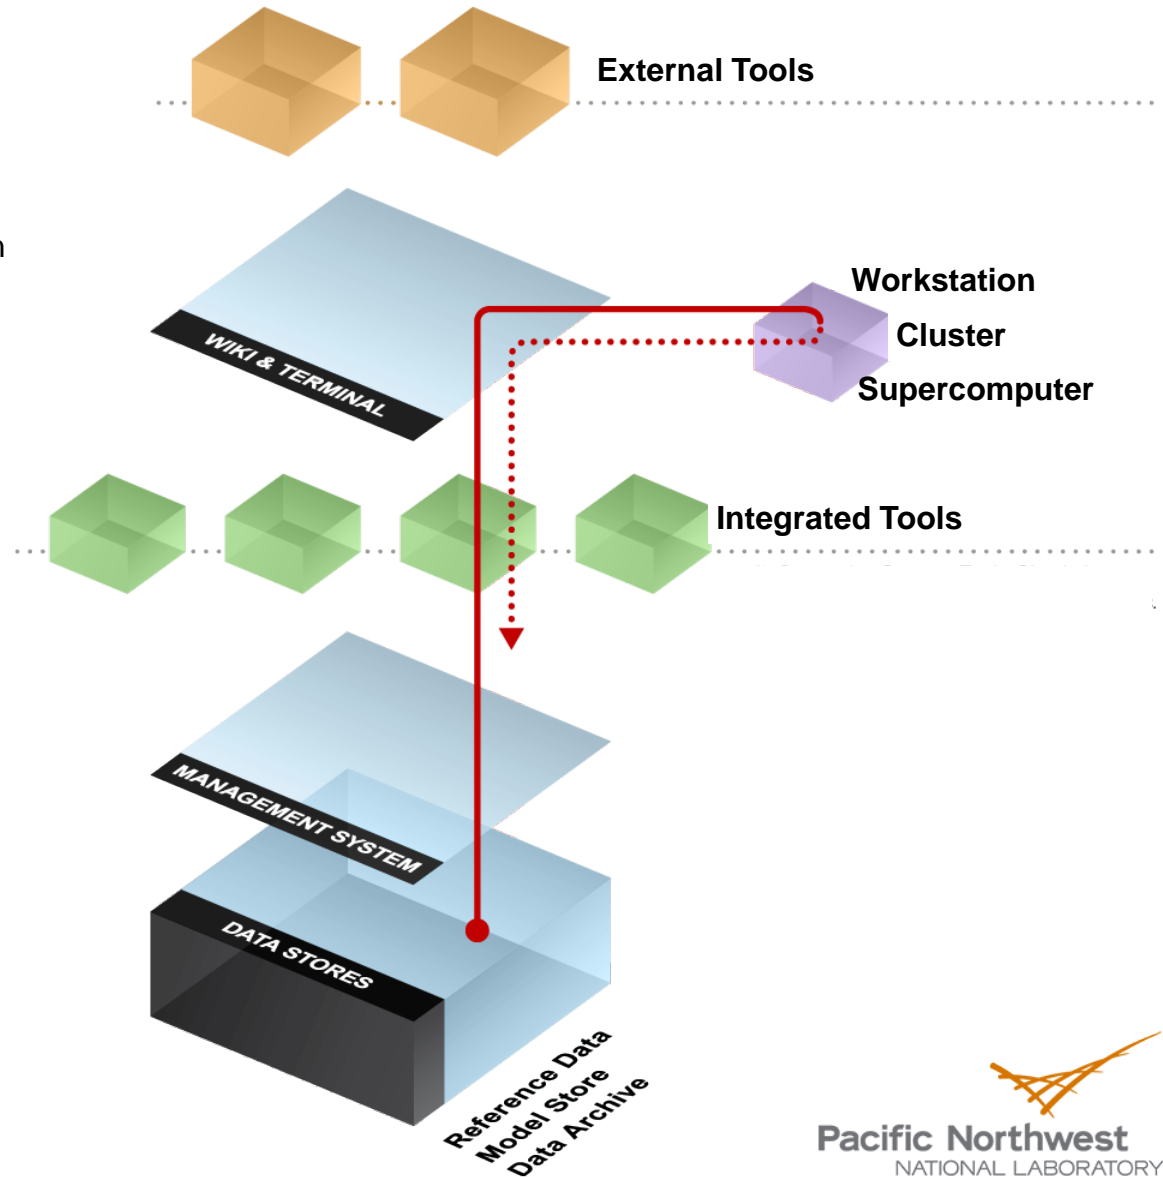 External Tools
n
Workstation
Cluster
Supercomputer
WIKI & TERMINAL
Integrated Tools
MANAGEMENT SYSTEM
DATA STORES
Reference Data
Model Store
Data Archive
Pacific Northwest
NATIONAL LABORATORY